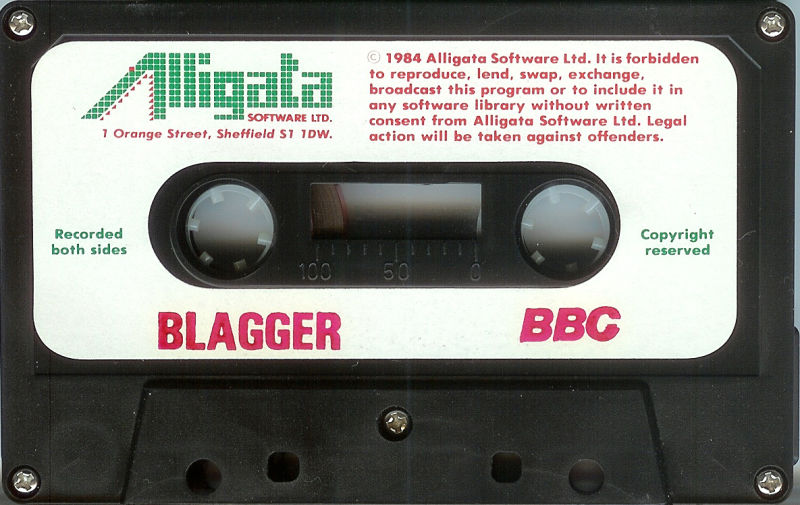 Alligata
SOFTWARE LTD.
1 Orange Street, Sheffield S1 1DW.
© 1984 Alligata Software Ltd. It is forbidden
to reproduce, lend, swap, exchange,
broadcast this program or to include it in
any software library without written
consent from Alligata Software Ltd. Legal
action will be taken against offenders.
Recorded
both sides
100 50 0
Copyright
reserved
BLAGGER
BBC